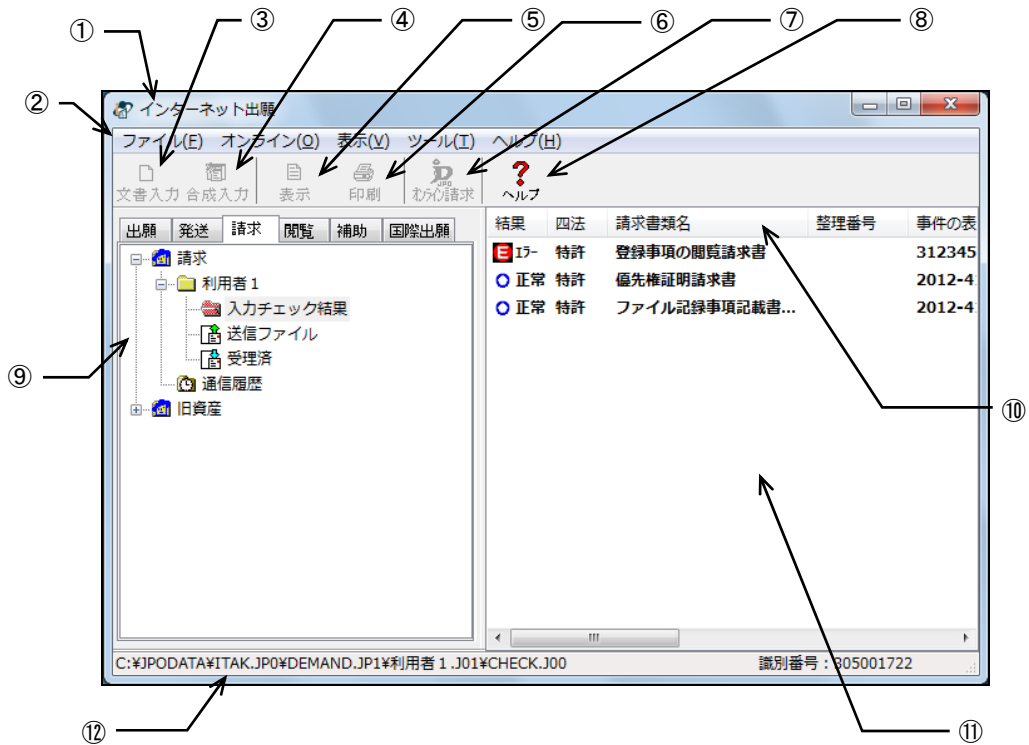 ① ③ ④ ⑤ ⑥ ⑦ ⑧
②
インターネット出願
ファイル(F) オンライン(O) 表示(V) ツール(T) ヘルプ(H)
文書入力 合成入力 表示 印刷 ｵﾝﾗｲﾝ請求 ヘルプ
出願 発送 請求 閲覧 補助 国際出願
請求
利用者１
入力チェック結果
送信ファイル
受理済
通信履歴
旧資産
結果 四法 請求書類名 整理番号 事件の表
E ｴﾗｰ 特許 登録事項の閲覧請求書 312345
正常 特許 優先権証明請求書 2012-4
正常 特許 ファイル記録事項記載書... 2012-4
⑨
⑩
C:¥JPODATA¥ITAK.JP0¥DEMAND.JP1¥利用者１.J01¥CHECK.J00 識別番号：305001722
⑫ ⑪